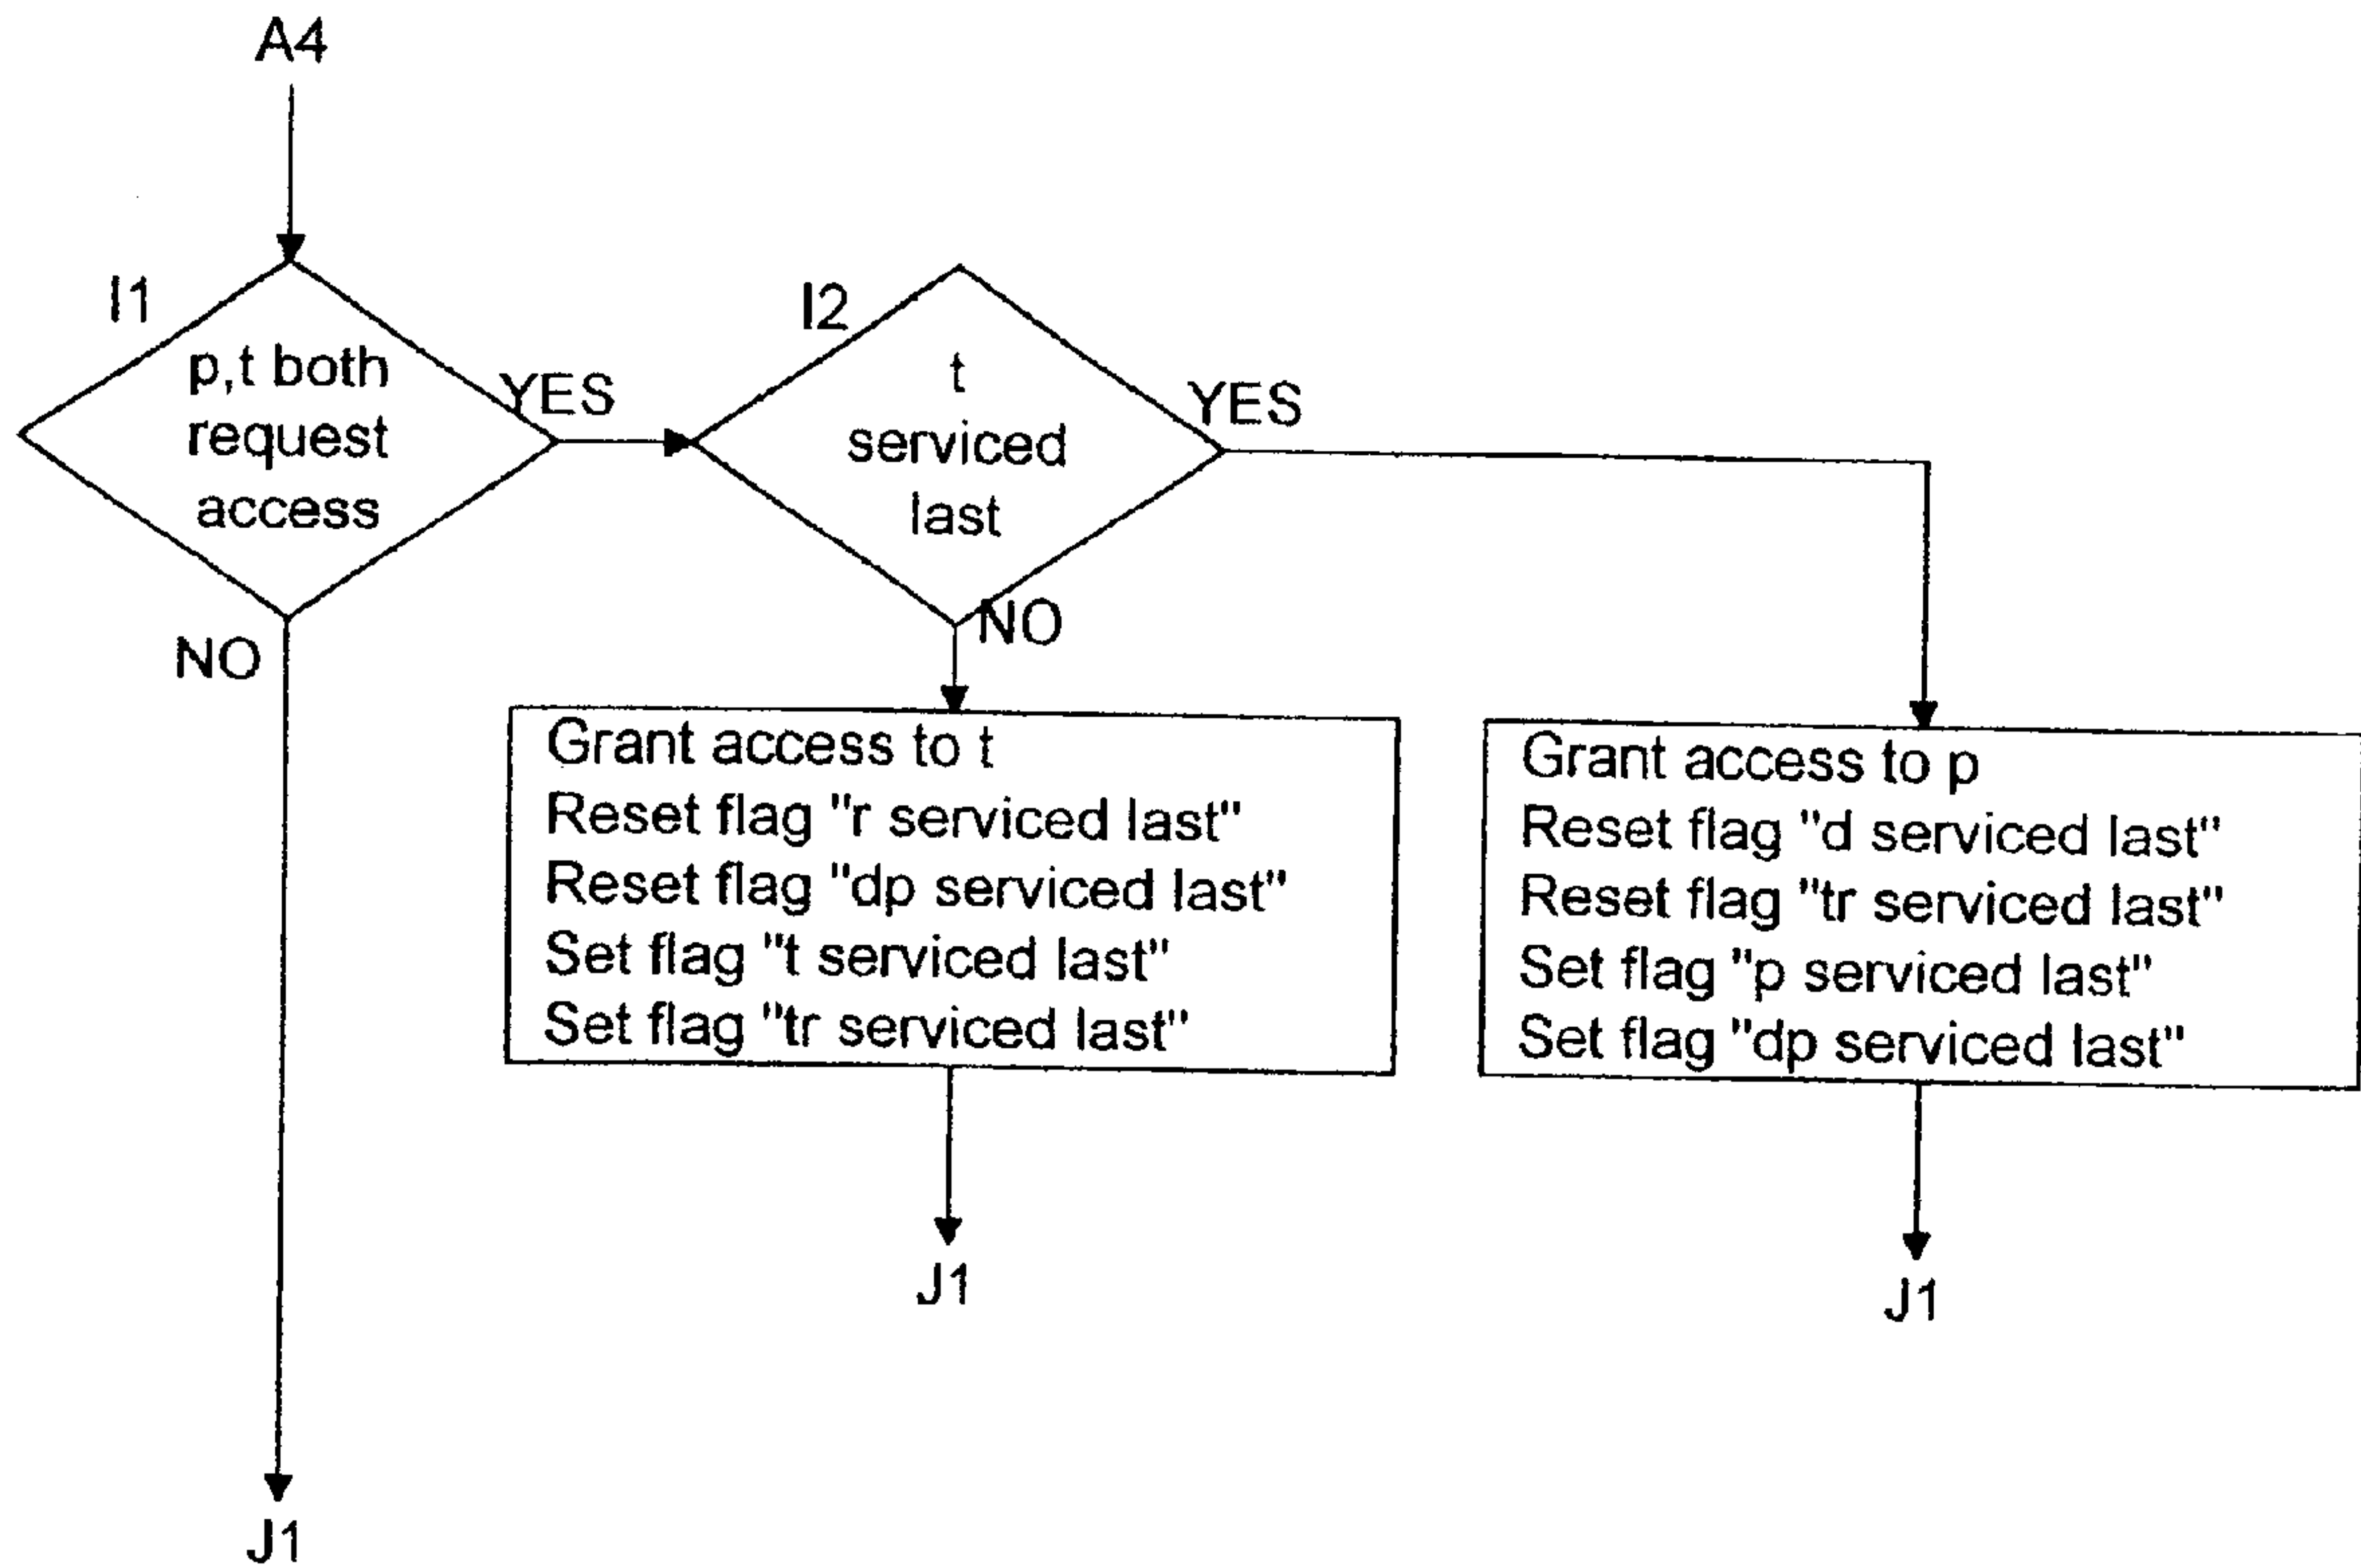 A4
I1
p,t both
request
access
YES
NO
I2
t
serviced
last
YES
NO
Grant access to t
Reset flag "r serviced last"
Reset flag "dp serviced last"
Set flag "t serviced last"
Set flag "tr serviced last"
Grant access to p
Reset flag "d serviced last"
Reset flag "tr serviced last"
Set flag "p serviced last"
Set flag "dp serviced last"
J1
J1
J1